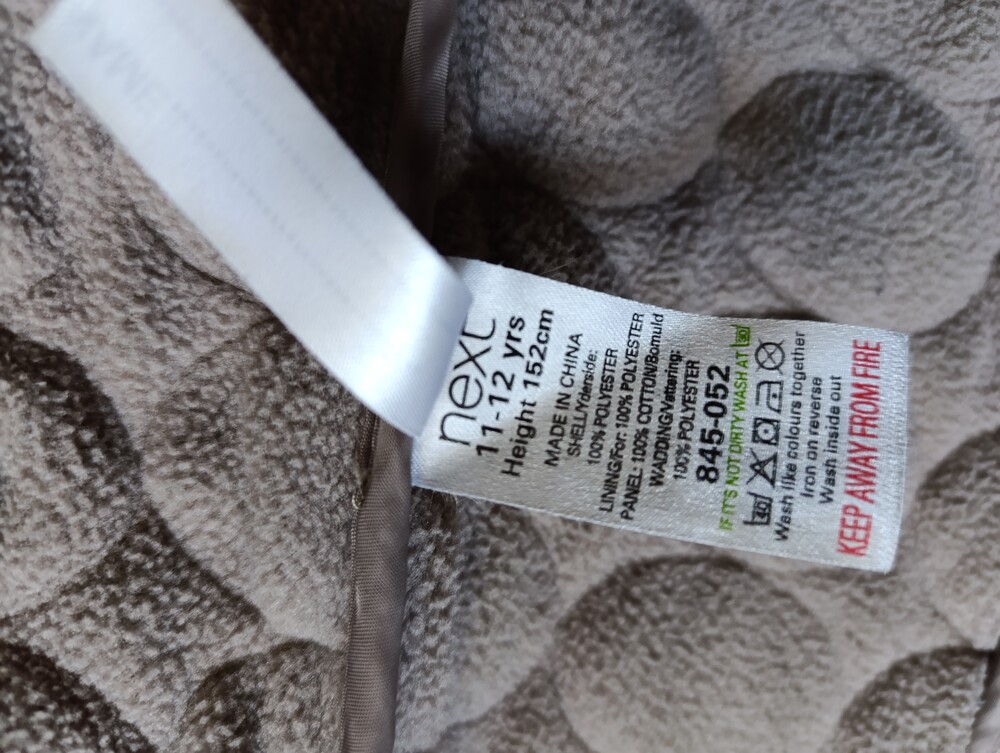 next
11-12 yrs
Height 152cm
MADE IN CHINA
SHELL/Yderside:
100% POLYESTER
LINING/For: 100% POLYESTER
PANEL: 100% COTTON/Bomuld
WADDING/Vattering:
100% POLYESTER
845-052
IF IT'S NOT DIRTY WASH AT 30
30
Wash like colours together
Iron on reverse
Wash inside out
KEEP AWAY FROM FIRE